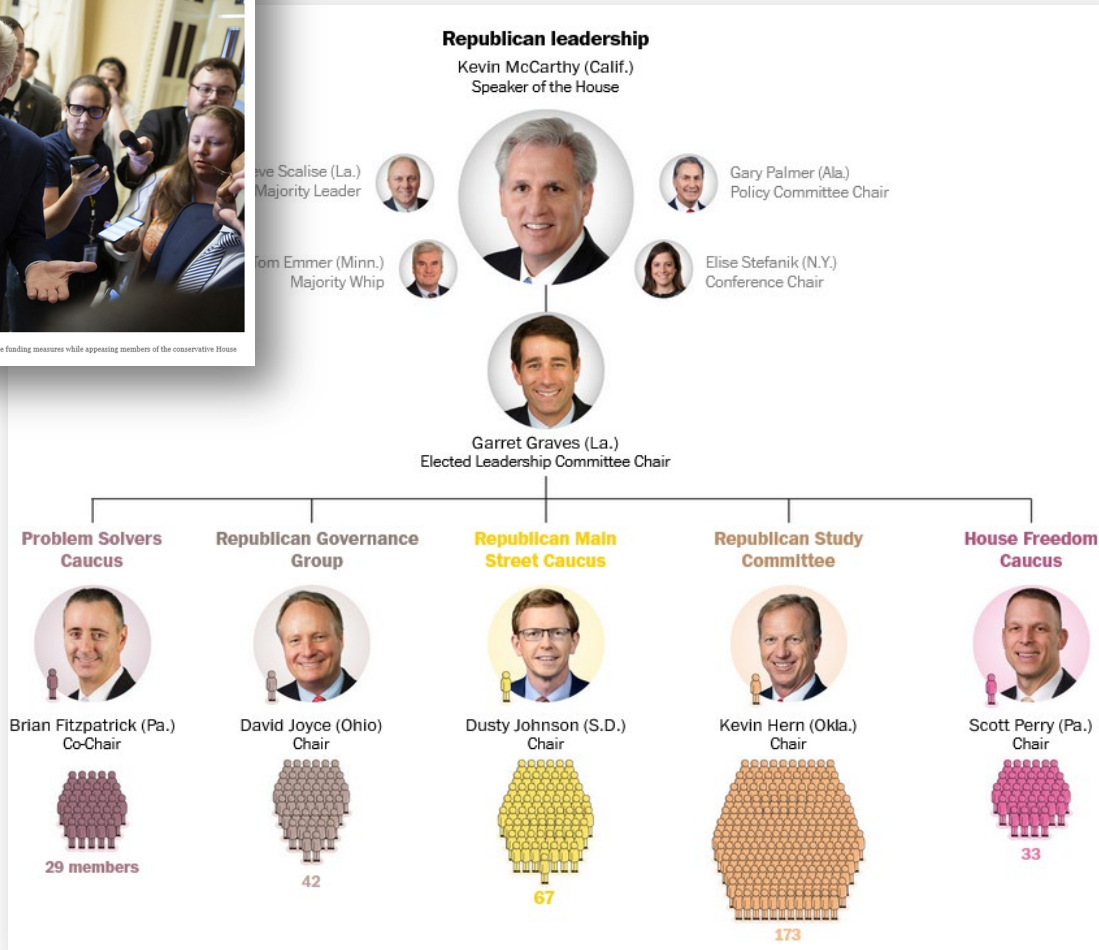 Republican leadership
Kevin McCarthy (Calif.)
Speaker of the House
eve Scalise (La.)
Majority Leader
Gary Palmer (Ala.)
Policy Committee Chair
Tom Emmer (Minn.)
Majority Whip
Elise Stefanik (N.Y.)
Conference Chair
e funding measures while appeasing members of the conservative House
Garret Graves (La.)
Elected Leadership Committee Chair
Problem Solvers
Caucus
Brian Fitzpatrick (Pa.)
Co-Chair
29 members
Republican Governance
Group
David Joyce (Ohio)
Chair
42
Republican Main
Street Caucus
Dusty Johnson (S.D.)
Chair
67
Republican Study
Committee
Kevin Hern (Okla.)
Chair
173
House Freedom
Caucus
Scott Perry (Pa.)
Chair
33